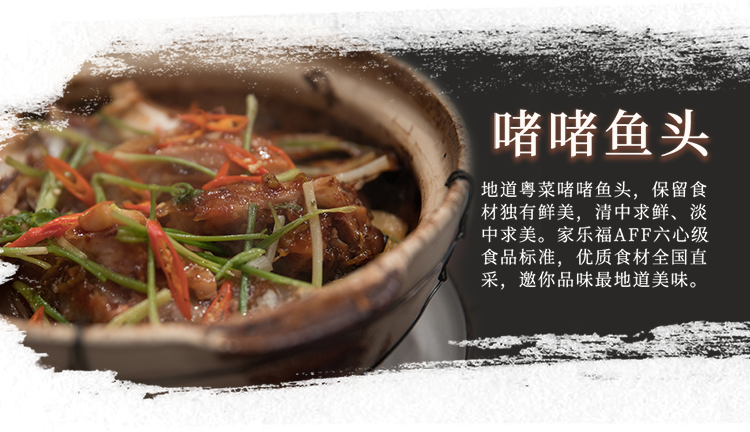 啫啫鱼头
地道粤菜啫啫鱼头，保留食
材独有鲜美，清中求鲜、淡
中求美。家乐福AFF六心级
食品标准，优质食材全国直
采，邀你品味最地道美味。